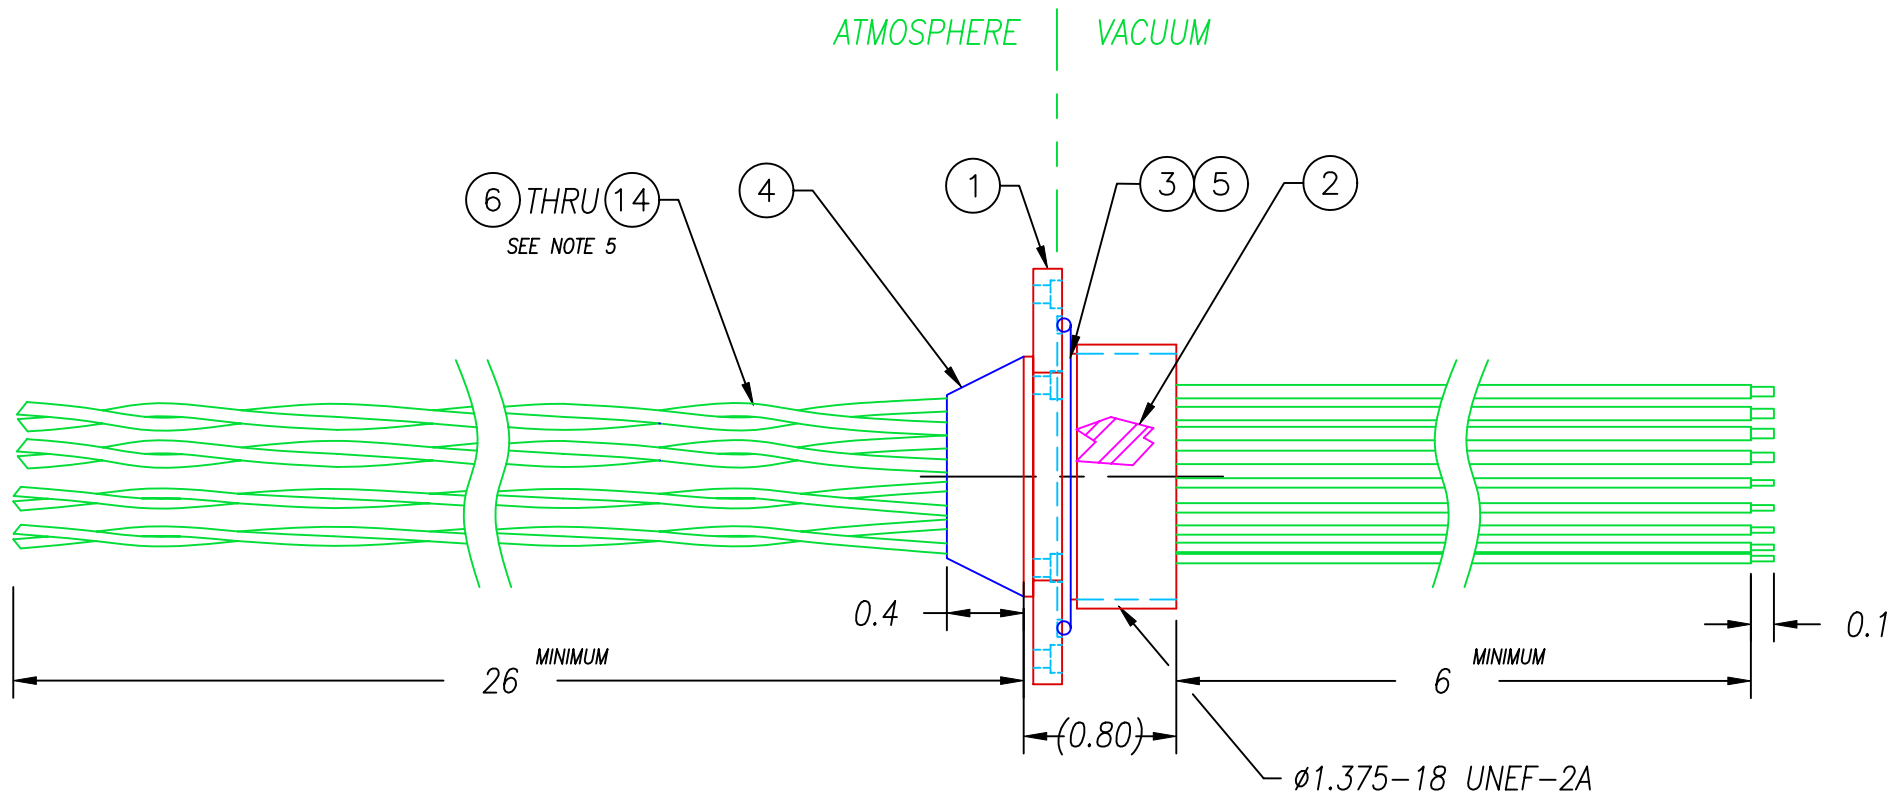 ATMOSPHERE VACUUM
6 THRU 14 4 1 3 5 2
SEE NOTE 5
0.4
0.1
MINIMUM
26
MINIMUM
6
(0.80)
ø1.375-18 UNEF-2A